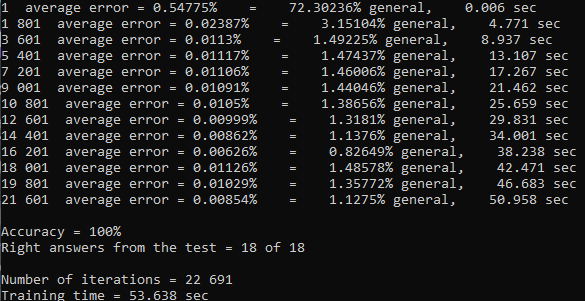 1 average error = 0.54775% = 72.30236% general, 0.006 sec
1 801 average error = 0.02387% = 3.15104% general, 4.771 sec
3 601 average error = 0.0113% = 1.49225% general, 8.937 sec
5 401 average error = 0.01117% = 1.47437% general, 13.107 sec
7 201 average error = 0.01106% = 1.46006% general, 17.267 sec
9 001 average error = 0.01091% = 1.44046% general, 21.462 sec
10 801 average error = 0.0105% = 1.38656% general, 25.659 sec
12 601 average error = 0.00999% = 1.3181% general, 29.831 sec
14 401 average error = 0.00862% = 1.1376% general, 34.001 sec
16 201 average error = 0.00626% = 0.82649% general, 38.238 sec
18 001 average error = 0.01126% = 1.48578% general, 42.471 sec
19 801 average error = 0.01029% = 1.35772% general, 46.683 sec
21 601 average error = 0.00854% = 1.1275% general, 50.958 sec
Accuracy = 100%
Right answers from the test = 18 of 18
Number of iterations = 22 691
Training time = 53.638 sec